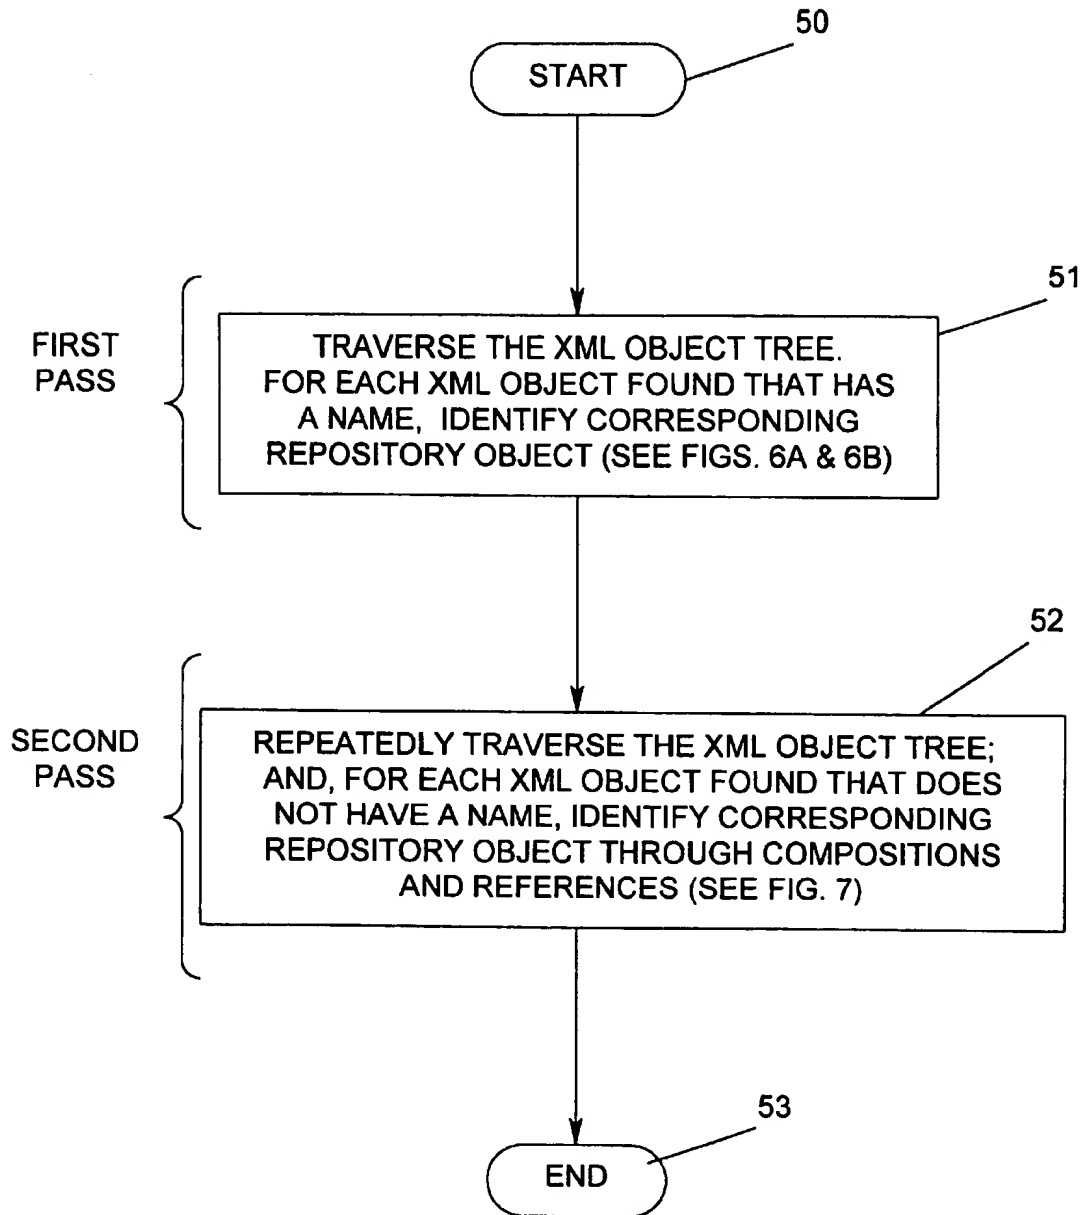 50
START
51
FIRST
PASS
TRAVERSE THE XML OBJECT TREE.
FOR EACH XML OBJECT FOUND THAT HAS
A NAME, IDENTIFY CORRESPONDING
REPOSITORY OBJECT (SEE FIGS. 6A & 6B)
52
SECOND
PASS
REPEATEDLY TRAVERSE THE XML OBJECT TREE;
AND, FOR EACH XML OBJECT FOUND THAT DOES
NOT HAVE A NAME, IDENTIFY CORRESPONDING
REPOSITORY OBJECT THROUGH COMPOSITIONS
AND REFERENCES (SEE FIG. 7)
53
END